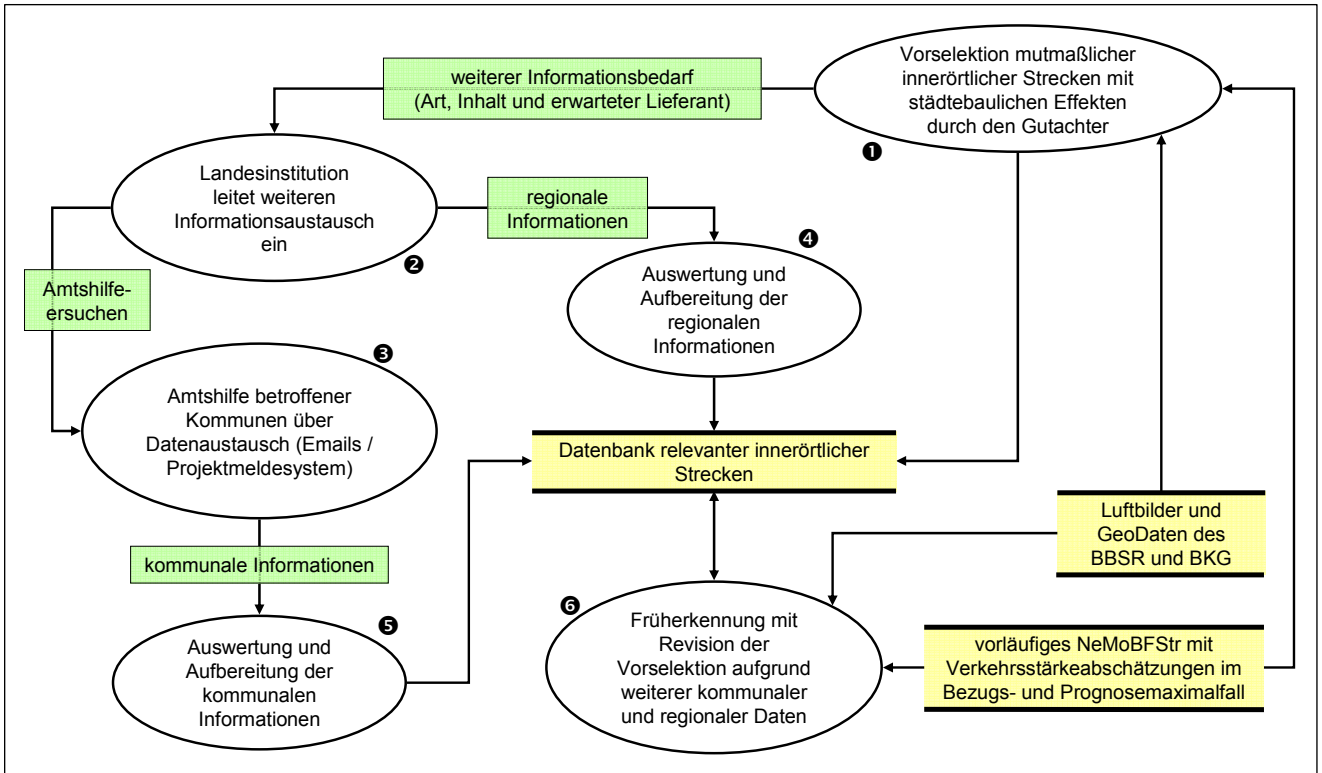 Vorselektion mutmaßlicher
innerörtlicher Strecken mit
städtebaulichen Effekten
durch den Gutachter
❶
weiterer Informationsbedarf
(Art, Inhalt und erwarteter Lieferant)
Landesinstitution
leitet weiteren
Informationsaustausch
ein
❷
regionale
Informationen
❹
Auswertung und
Aufbereitung der
regionalen
Informationen
Amtshilfe-
ersuchen
❸
Amtshilfe betroffener
Kommunen über
Datenaustausch (Emails /
Projektmeldesystem)
Datenbank relevanter innerörtlicher
Strecken
Luftbilder und
GeoDaten des
BBSR und BKG
kommunale Informationen
❺
Auswertung und
Aufbereitung der
kommunalen
Informationen
❻
Früherkennung mit
Revision der
Vorselektion aufgrund
weiterer kommunaler
und regionaler Daten
vorläufiges NeMoBFStr mit
Verkehrsstärkeabschätzungen im
Bezugs- und Prognosemaximalfall